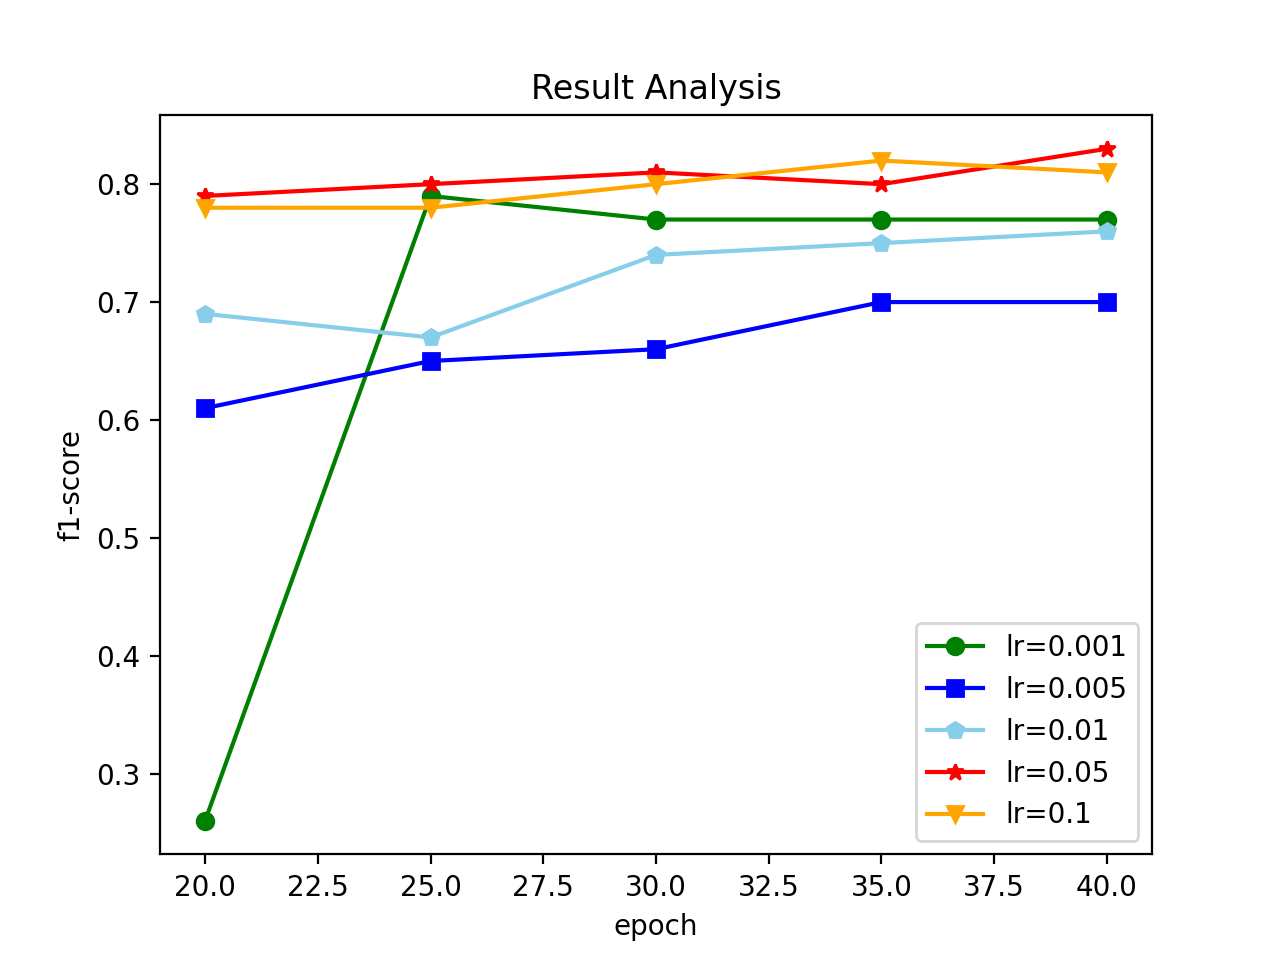 Result Analysis
0.8
0.7
0.6
0.5
0.4
0.3
f1-score
20.0 22.5 25.0 27.5 30.0 32.5 35.0 37.5 40.0
epoch
lr=0.001
lr=0.005
lr=0.01
lr=0.05
lr=0.1